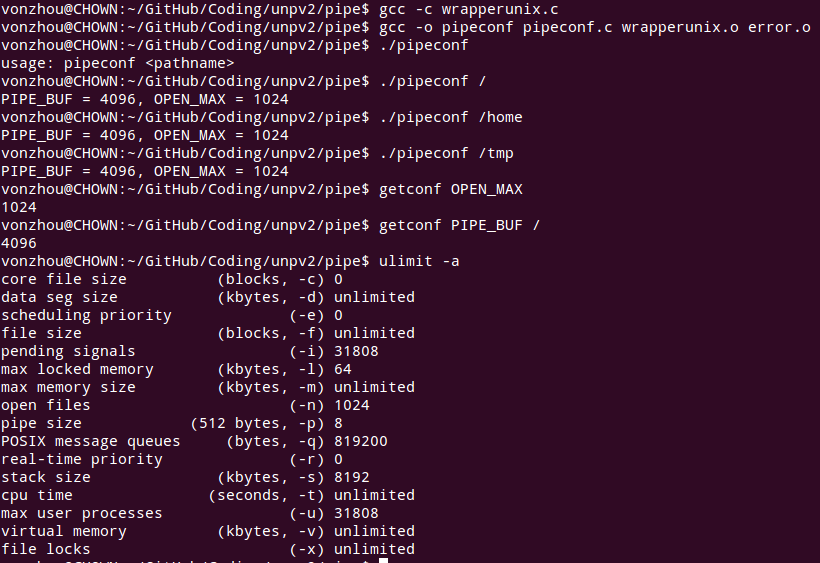 vonzhou@CHOWN:~/GitHub/Coding/unpv2/pipe$ gcc -c wrapperunix.c
vonzhou@CHOWN:~/GitHub/Coding/unpv2/pipe$ gcc -o pipeconf pipeconf.c wrapperunix.o error.o
vonzhou@CHOWN:~/GitHub/Coding/unpv2/pipe$ ./pipeconf
usage: pipeconf <pathname>
vonzhou@CHOWN:~/GitHub/Coding/unpv2/pipe$ ./pipeconf /
PIPE_BUF = 4096, OPEN_MAX = 1024
vonzhou@CHOWN:~/GitHub/Coding/unpv2/pipe$ ./pipeconf /home
PIPE_BUF = 4096, OPEN_MAX = 1024
vonzhou@CHOWN:~/GitHub/Coding/unpv2/pipe$ ./pipeconf /tmp
PIPE_BUF = 4096, OPEN_MAX = 1024
vonzhou@CHOWN:~/GitHub/Coding/unpv2/pipe$ getconf OPEN_MAX
1024
vonzhou@CHOWN:~/GitHub/Coding/unpv2/pipe$ getconf PIPE_BUF /
4096
vonzhou@CHOWN:~/GitHub/Coding/unpv2/pipe$ ulimit -a
core file size          (blocks, -c) 0
data seg size           (kbytes, -d) unlimited
scheduling priority             (-e) 0
file size               (blocks, -f) unlimited
pending signals                 (-i) 31808
max locked memory       (kbytes, -l) 64
max memory size         (kbytes, -m) unlimited
open files                      (-n) 1024
pipe size            (512 bytes, -p) 8
POSIX message queues     (bytes, -q) 819200
real-time priority              (-r) 0
stack size              (kbytes, -s) 8192
cpu time               (seconds, -t) unlimited
max user processes              (-u) 31808
virtual memory          (kbytes, -v) unlimited
file locks                      (-x) unlimited
vonzhou@CHOWN:~/GitHub/Coding/unpv2/pipe$